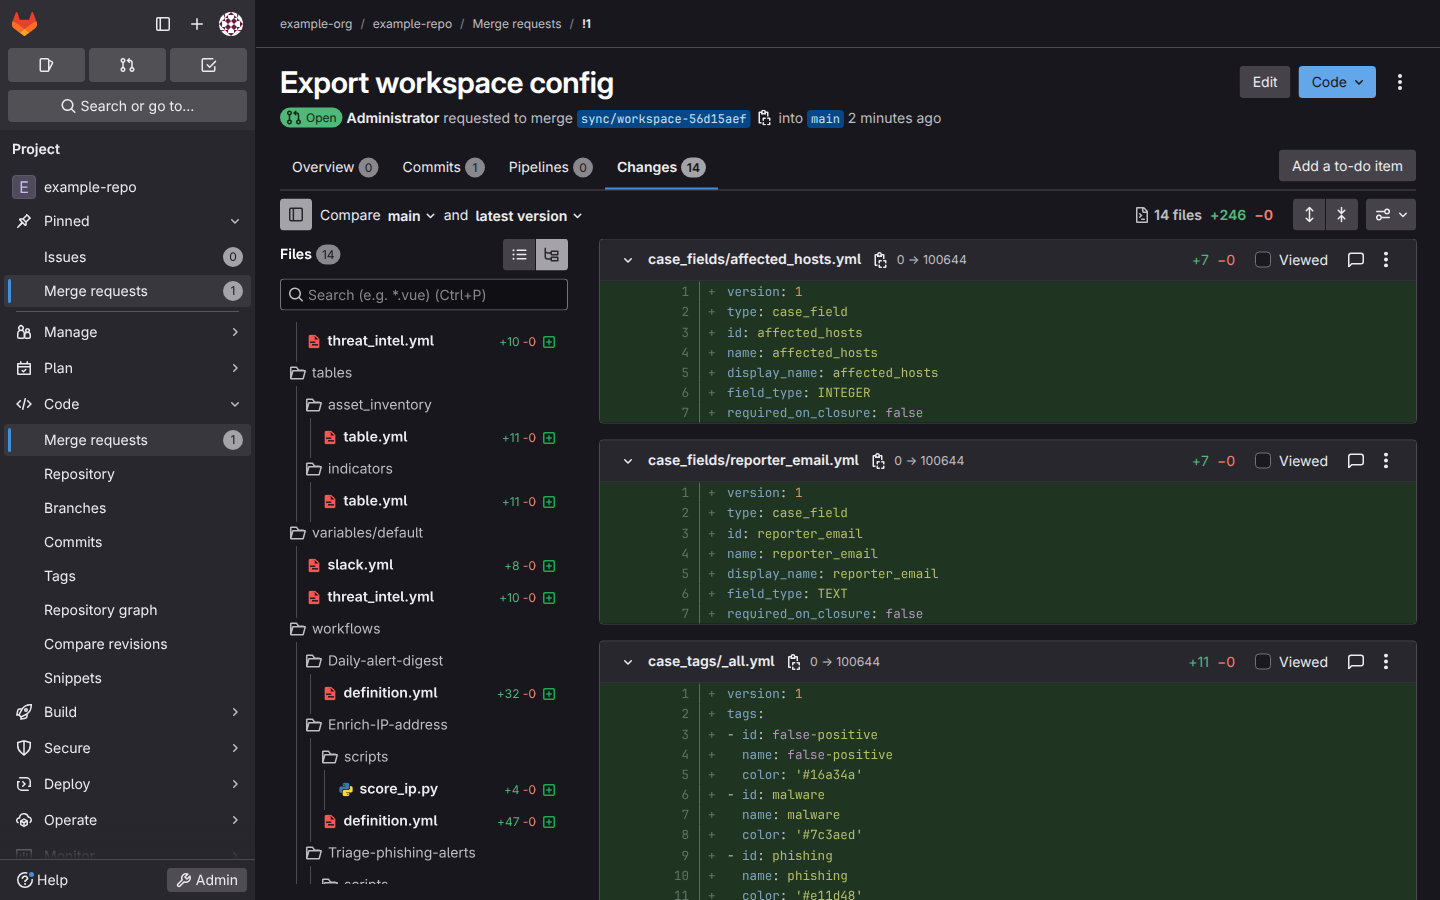 example-org / example-repo / Merge requests / !1
Search or go to...
Project
E example-repo
Pinned
Issues 0
Merge requests 1
Manage
Plan
Code
Merge requests 1
Repository
Branches
Commits
Tags
Repository graph
Compare revisions
Snippets
Build
Secure
Deploy
Operate
Monitor
Help
Admin
Export workspace config
Edit
Code
Open Administrator requested to merge sync/workspace-56d15aef into main 2 minutes ago
Overview 0 Commits 1 Pipelines 0 Changes 14
Add a to-do item
Compare main and latest version
14 files +246 −0
Files 14
Search (e.g. *.vue) (Ctrl+P)
threat_intel.yml +10 -0
tables
asset_inventory
table.yml +11 -0
indicators
table.yml +11 -0
variables/default
slack.yml +8 -0
threat_intel.yml +10 -0
workflows
Daily-alert-digest
definition.yml +32 -0
Enrich-IP-address
scripts
score_ip.py +4 -0
definition.yml +47 -0
Triage-phishing-alerts
scripts
case_fields/affected_hosts.yml 0 → 100644 +7 −0 Viewed
1 + version: 1
2 + type: case_field
3 + id: affected_hosts
4 + name: affected_hosts
5 + display_name: affected_hosts
6 + field_type: INTEGER
7 + required_on_closure: false
case_fields/reporter_email.yml 0 → 100644 +7 −0 Viewed
1 + version: 1
2 + type: case_field
3 + id: reporter_email
4 + name: reporter_email
5 + display_name: reporter_email
6 + field_type: TEXT
7 + required_on_closure: false
case_tags/_all.yml 0 → 100644 +11 −0 Viewed
1 + version: 1
2 + tags:
3 + - id: false-positive
4 + name: false-positive
5 + color: '#16a34a'
6 + - id: malware
7 + name: malware
8 + color: '#7c3aed'
9 + - id: phishing
10 + name: phishing
11 + color: '#e11d48'